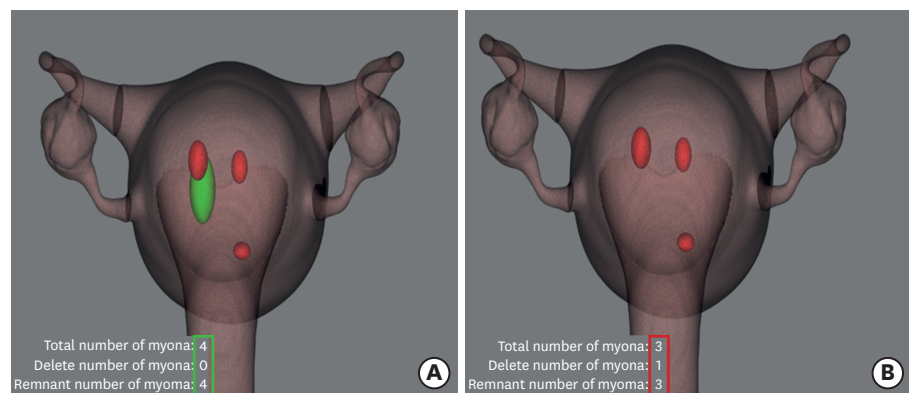 Total number of myona: 4
Delete number of myona: 0
Remnant number of myoma: 4
A
Total number of myona: 3
Delete number of myona: 1
Remnant number of myoma: 3
B